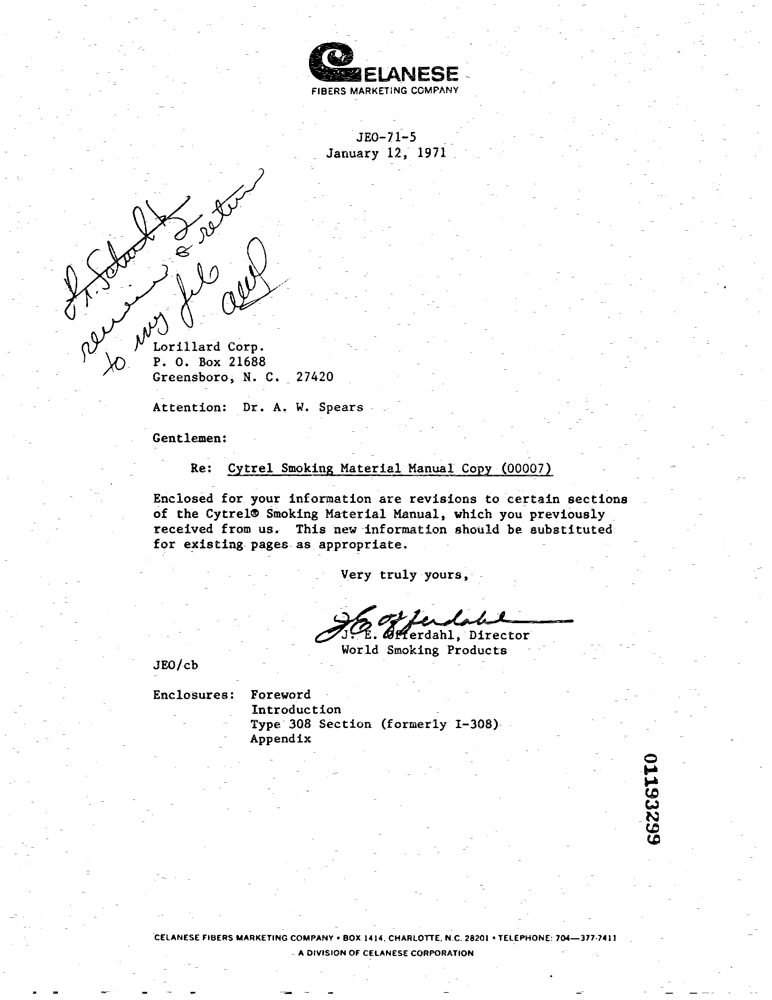 CELANESE
FIBERS MARKETING COMPANY
JEO-71-5
January 12, 1971
review & return
to my file
Lorillard Corp.
P. O. Box 21688
Greensboro, N. C. 27420
Attention: Dr. A. W. Spears
Gentlemen:
Re: Cytrel Smoking Material Manual Copy (00007)
Enclosed for your information are revisions to certain sections
of the Cytrel® Smoking Material Manual, which you previously
received from us. This new information should be substituted
for existing pages as appropriate.
Very truly yours,
J. E. Offerdahl, Director
World Smoking Products
JEO/cb
Enclosures: Foreword
Introduction
Type 308 Section (formerly I-308)
Appendix
01193299
CELANESE FIBERS MARKETING COMPANY • BOX 1414, CHARLOTTE, N.C. 28201 • TELEPHONE: 704—377-7411
A DIVISION OF CELANESE CORPORATION